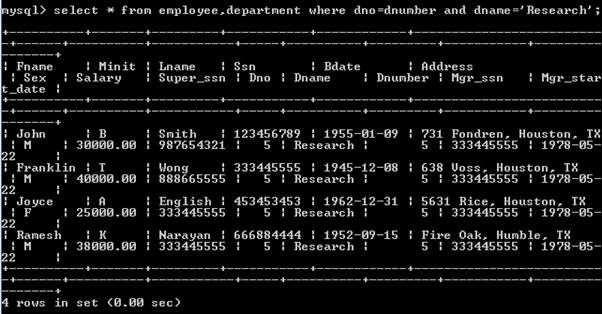 mysql> select * from employee,department where dno=dnumber and dname='Research';
+----------+-------+---------+-----------+------------+-------------------------
-+------+----------+-----------+------+----------+---------+-----------+--------
-------+
| Fname | Minit | Lname | Ssn | Bdate | Address
| Sex | Salary | Super_ssn | Dno | Dname | Dnumber | Mgr_ssn | Mgr_star
t_date |
+----------+-------+---------+-----------+------------+-------------------------
-+------+----------+-----------+------+----------+---------+-----------+--------
-------+
| John | B | Smith | 123456789 | 1955-01-09 | 731 Fondren, Houston, TX
| M | 30000.00 | 987654321 | 5 | Research | 5 | 333445555 | 1978-05-
22 |
| Franklin | T | Wong | 333445555 | 1945-12-08 | 638 Voss, Houston, TX
| M | 40000.00 | 888665555 | 5 | Research | 5 | 333445555 | 1978-05-
22 |
| Joyce | A | English | 453453453 | 1962-12-31 | 5631 Rice, Houston, TX
| F | 25000.00 | 333445555 | 5 | Research | 5 | 333445555 | 1978-05-
22 |
| Ramesh | K | Narayan | 666884444 | 1952-09-15 | Fire Oak, Humble, TX
| M | 38000.00 | 333445555 | 5 | Research | 5 | 333445555 | 1978-05-
22 |
+----------+-------+---------+-----------+------------+-------------------------
-+------+----------+-----------+------+----------+---------+-----------+--------
-------+
4 rows in set (0.00 sec)